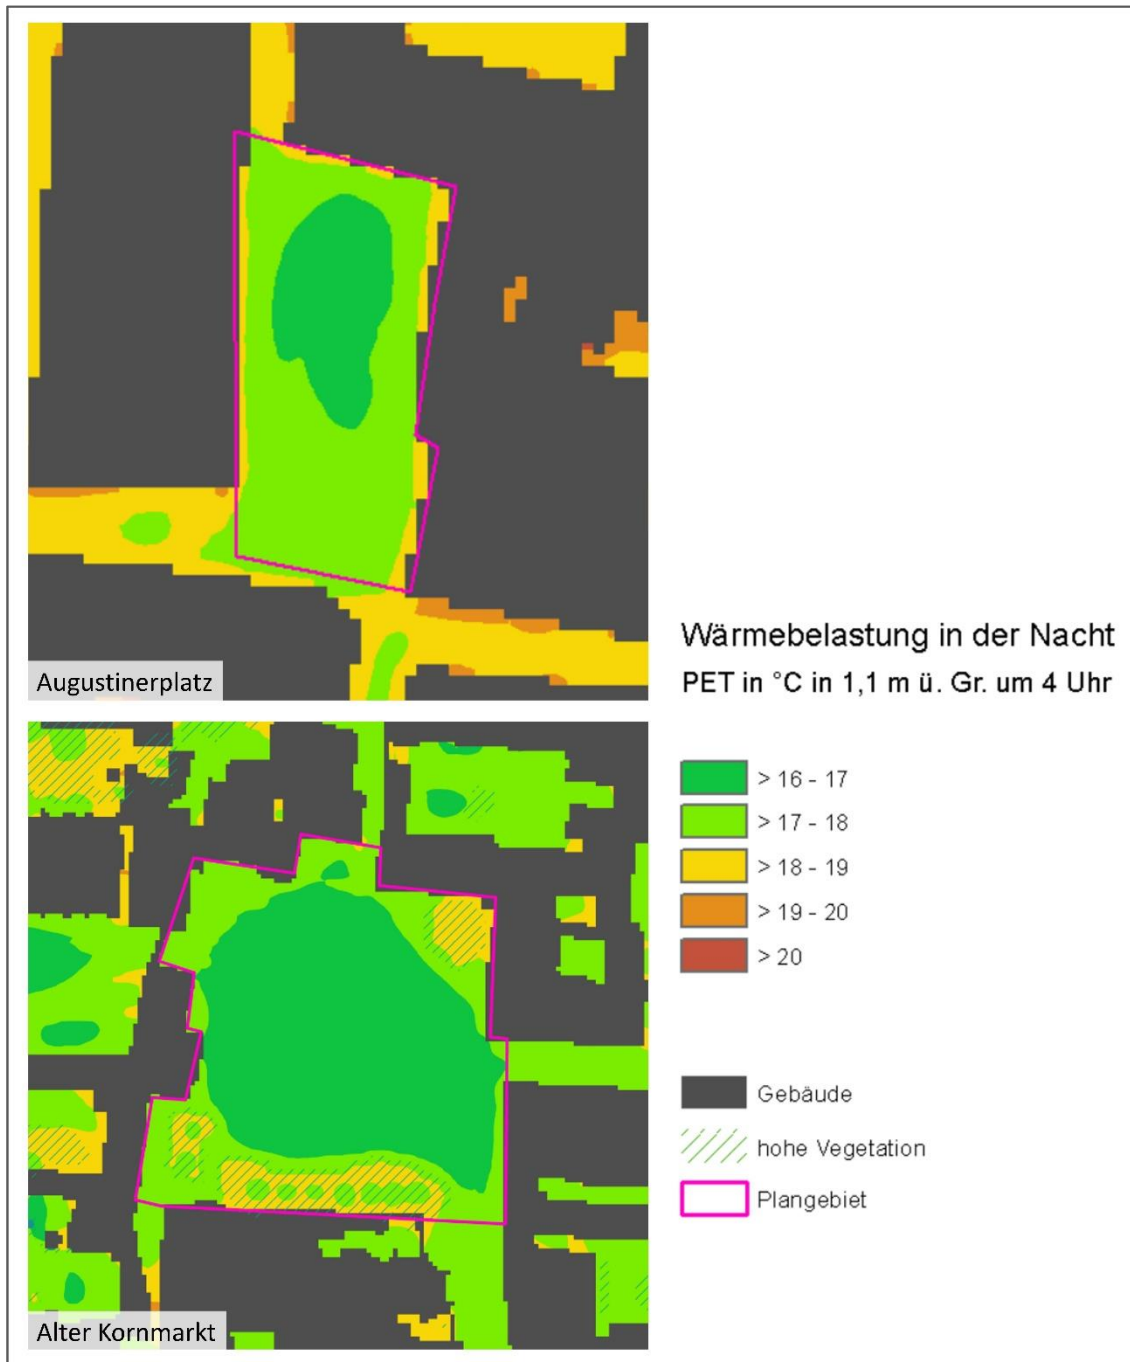 Augustinerplatz
Wärmebelastung in der Nacht
PET in °C in 1,1 m ü. Gr. um 4 Uhr
> 16 - 17
> 17 - 18
> 18 - 19
> 19 - 20
> 20
Gebäude
hohe Vegetation
Plangebiet
Alter Kornmarkt